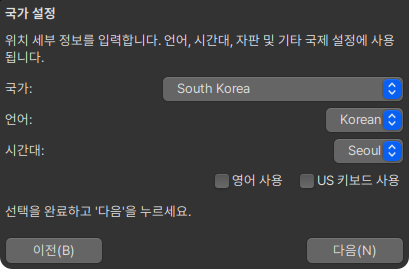 국가 설정
위치 세부 정보를 입력합니다. 언어, 시간대, 자판 및 기타 국제 설정에 사용
됩니다.
국가: South Korea
언어: Korean
시간대: Seoul
영어 사용 US 키보드 사용
선택을 완료하고 '다음'을 누르세요.
이전(B) 다음(N)